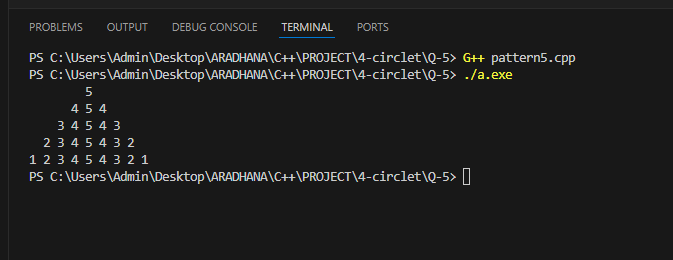 PROBLEMS OUTPUT DEBUG CONSOLE TERMINAL PORTS
PS C:\Users\Admin\Desktop\ARADHANA\C++\PROJECT\4-circlet\Q-5> G++ pattern5.cpp
PS C:\Users\Admin\Desktop\ARADHANA\C++\PROJECT\4-circlet\Q-5> ./a.exe
        5
      4 5 4
    3 4 5 4 3
  2 3 4 5 4 3 2
1 2 3 4 5 4 3 2 1
PS C:\Users\Admin\Desktop\ARADHANA\C++\PROJECT\4-circlet\Q-5>